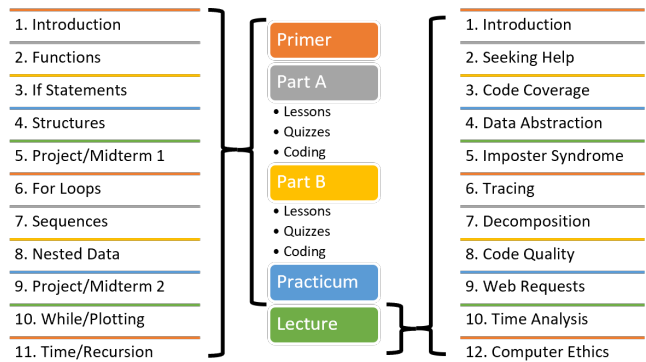 1. Introduction
2. Functions
3. If Statements
4. Structures
5. Project/Midterm 1
6. For Loops
7. Sequences
8. Nested Data
9. Project/Midterm 2
10. While/Plotting
11. Time/Recursion
Primer
Part A
• Lessons
• Quizzes
• Coding
Part B
• Lessons
• Quizzes
• Coding
Practicum
Lecture
1. Introduction
2. Seeking Help
3. Code Coverage
4. Data Abstraction
5. Imposter Syndrome
6. Tracing
7. Decomposition
8. Code Quality
9. Web Requests
10. Time Analysis
12. Computer Ethics